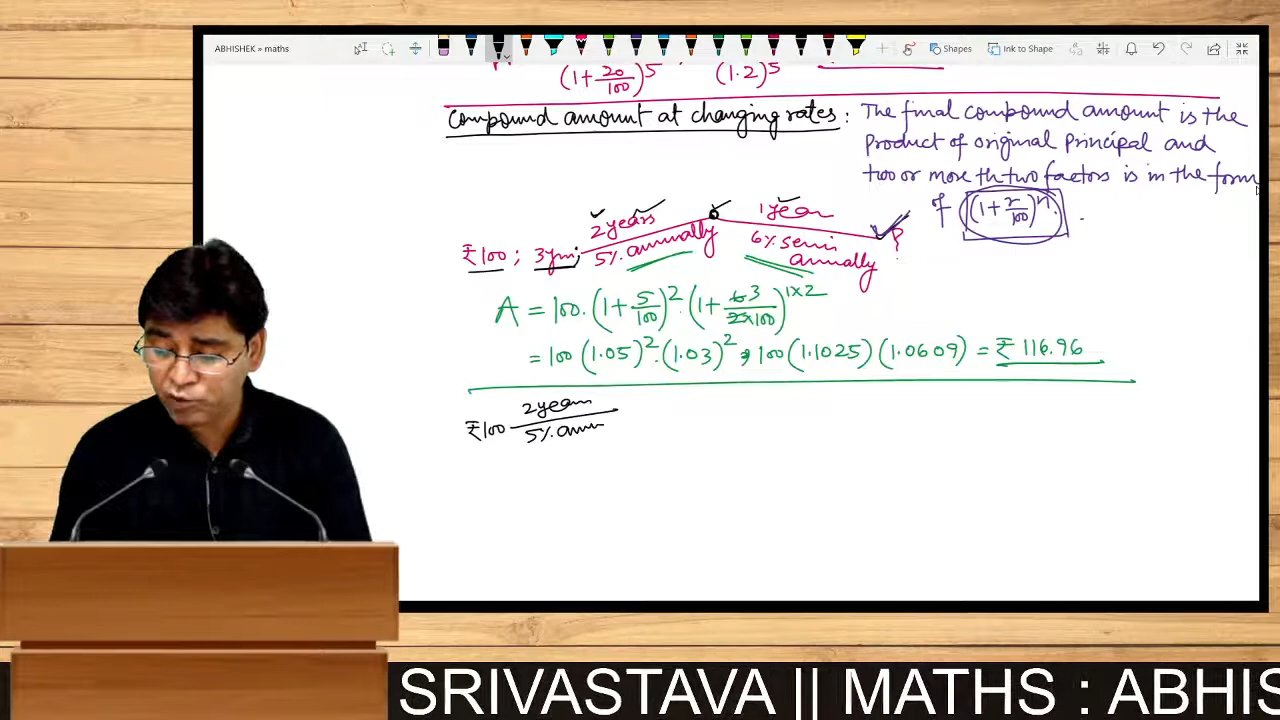 ABHISHEK » maths
Shapes
Ink to Shape
(1+20/100)^5
(1.2)^5
Compound amount at changing rates : The final compound amount is the
product of original principal and
two or more th two factors is in the form
of (1+r/100)^n.
2 years
1 year
₹100 ; 3yrs;
5% annually
6% semi
annually
?
A = 100.(1+5/100)^2.(1+63/2×100)^1×2
= 100(1.05)^2.(1.03)^2 , 100(1.1025)(1.0609) = ₹116.96
2 years
₹100
5% annu
SRIVASTAVA || MATHS : ABHIS